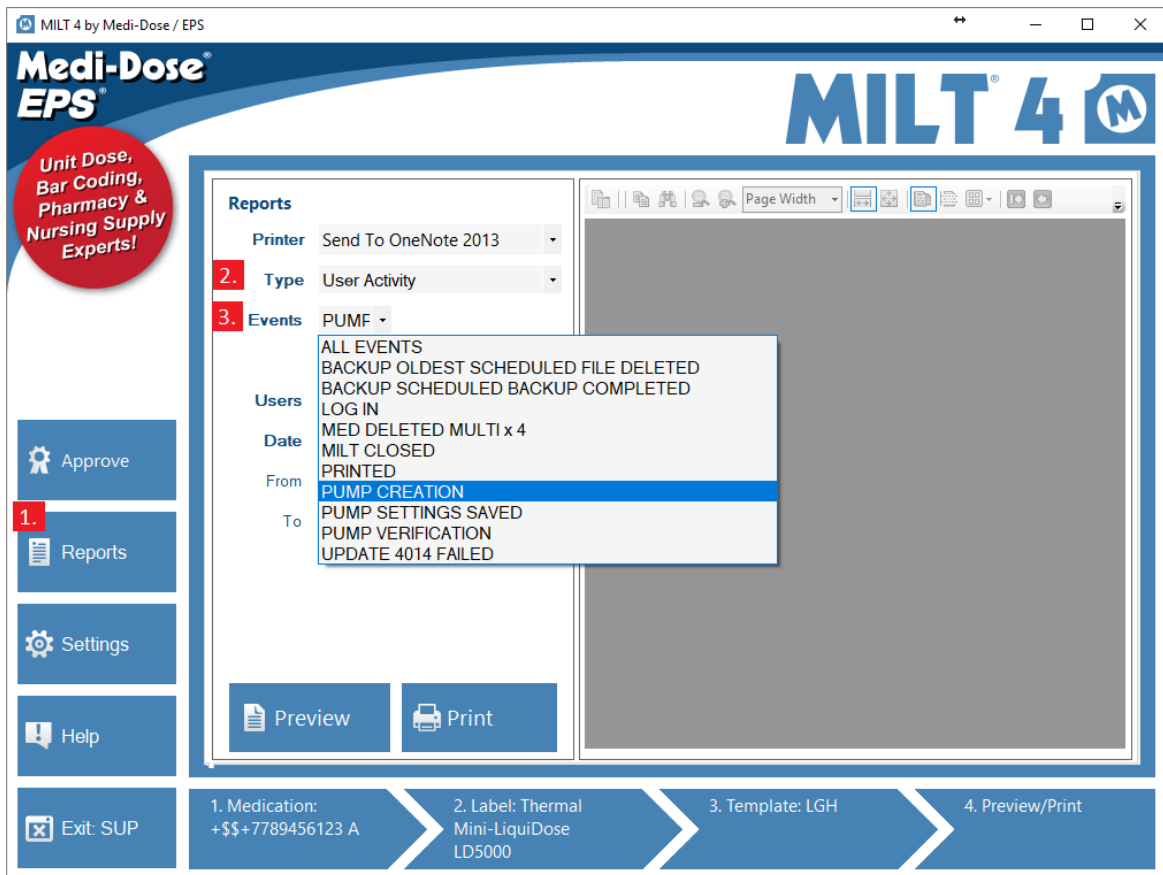 MILT 4 by Medi-Dose / EPS
Medi-Dose®
EPS®
MILT® 4 M
Unit Dose,
Bar Coding,
Pharmacy &
Nursing Supply
Experts!
Reports
Printer Send To OneNote 2013
2. Type User Activity
3. Events PUMF
ALL EVENTS
BACKUP OLDEST SCHEDULED FILE DELETED
BACKUP SCHEDULED BACKUP COMPLETED
LOG IN
MED DELETED MULTI x 4
MILT CLOSED
PRINTED
PUMP CREATION
PUMP SETTINGS SAVED
PUMP VERIFICATION
UPDATE 4014 FAILED
Users
Date
From
To
Page Width
Preview
Print
Approve
1.
Reports
Settings
Help
Exit: SUP
1. Medication:
+$$+7789456123 A
2. Label: Thermal
Mini-LiquiDose
LD5000
3. Template: LGH
4. Preview/Print